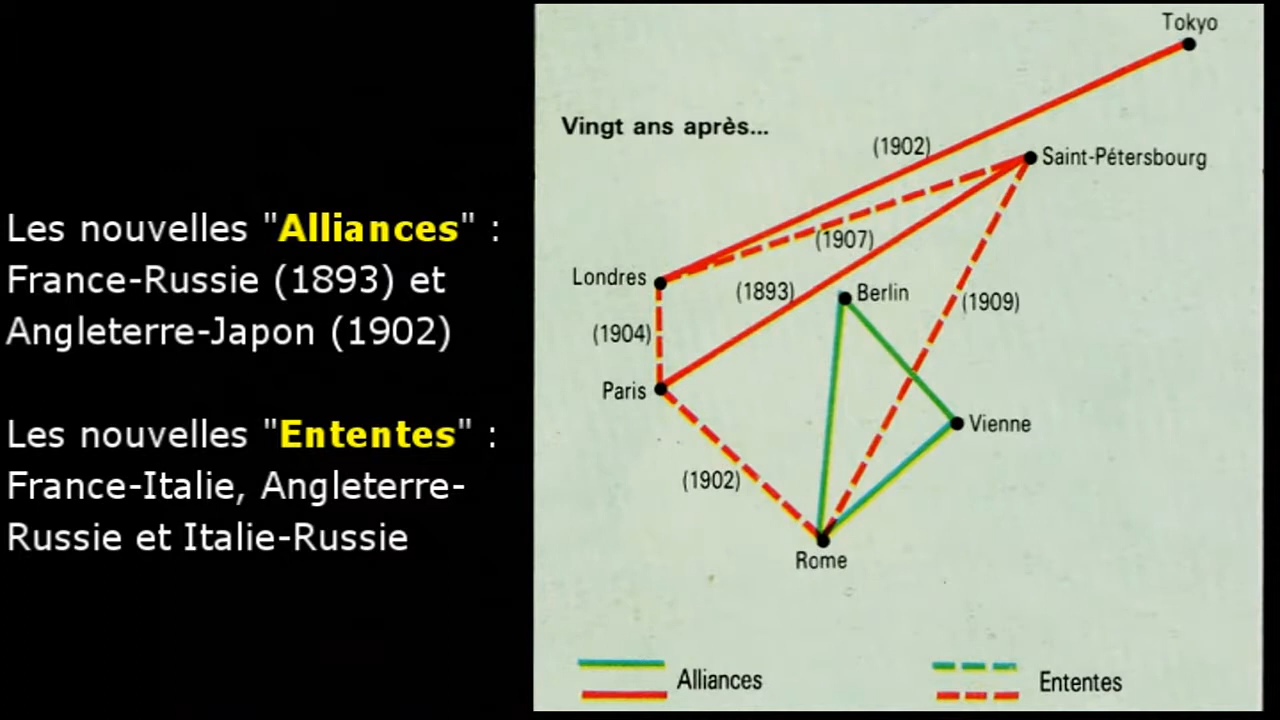 Les nouvelles "Alliances" :
France-Russie (1893) et
Angleterre-Japon (1902)
Les nouvelles "Ententes" :
France-Italie, Angleterre-
Russie et Italie-Russie
Tokyo
Vingt ans après...
(1902)
Saint-Pétersbourg
(1907)
Londres
(1893)
Berlin
(1909)
(1904)
Paris
Vienne
(1902)
Rome
Alliances
Ententes